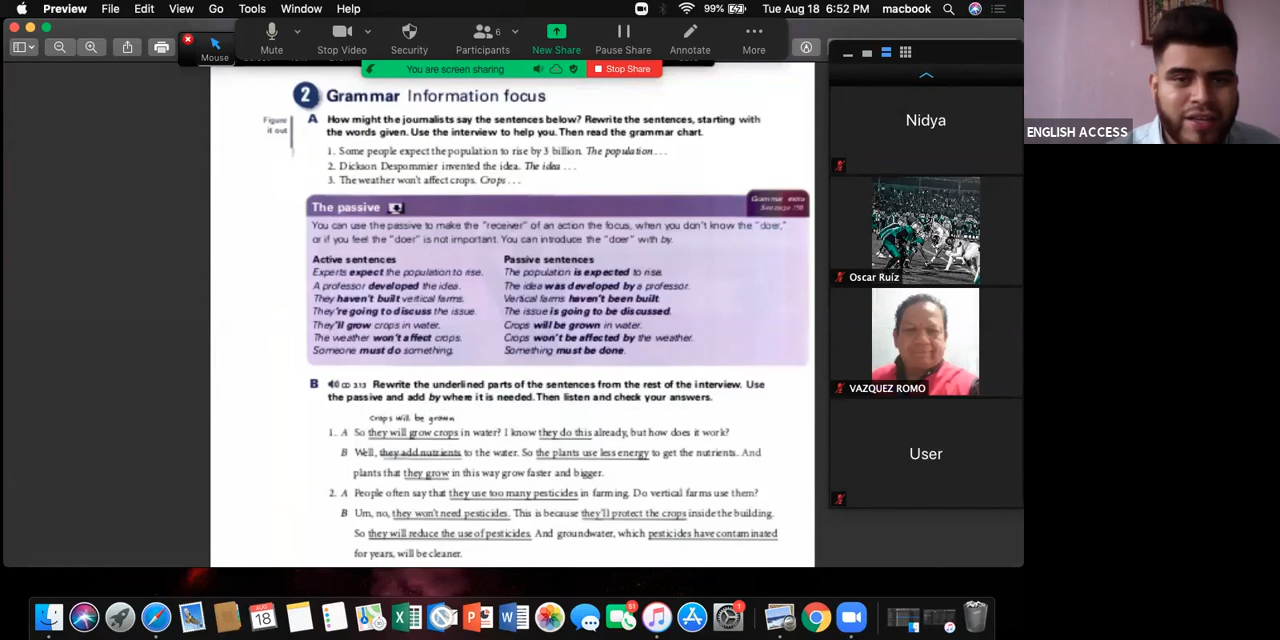 Preview File Edit View Go Tools Window Help 99% Tue Aug 18 6:52 PM macbook
Mouse
Mute Stop Video Security Participants 6 New Share Pause Share Annotate More
You are screen sharing Stop Share
2 Grammar Information focus
Figure it out
A How might the journalists say the sentences below? Rewrite the sentences, starting with
the words given. Use the interview to help you. Then read the grammar chart.
1. Some people expect the population to rise by 3 billion. The population . . .
2. Dickson Despommier invented the idea. The idea . . .
3. The weather won't affect crops. Crops . . .
The passive
Grammar extra
See page
You can use the passive to make the "receiver" of an action the focus, when you don't know the "doer,"
or if you feel the "doer" is not important. You can introduce the "doer" with by.
Active sentences Passive sentences
Experts expect the population to rise. The population is expected to rise.
A professor developed the idea. The idea was developed by a professor.
They haven't built vertical farms. Vertical farms haven't been built.
They're going to discuss the issue. The issue is going to be discussed.
They'll grow crops in water. Crops will be grown in water.
The weather won't affect crops. Crops won't be affected by the weather.
Someone must do something. Something must be done.
B CD 3.13 Rewrite the underlined parts of the sentences from the rest of the interview. Use
the passive and add by where it is needed. Then listen and check your answers.
crops will be grown
1. A So they will grow crops in water? I know they do this already, but how does it work?
B Well, they add nutrients to the water. So the plants use less energy to get the nutrients. And
plants that they grow in this way grow faster and bigger.
2. A People often say that they use too many pesticides in farming. Do vertical farms use them?
B Um, no, they won't need pesticides. This is because they'll protect the crops inside the building.
So they will reduce the use of pesticides. And groundwater, which pesticides have contaminated
for years, will be cleaner.
Nidya
Oscar Ruiz
VAZQUEZ ROMO
User
ENGLISH ACCESS
AUG
18
51
1